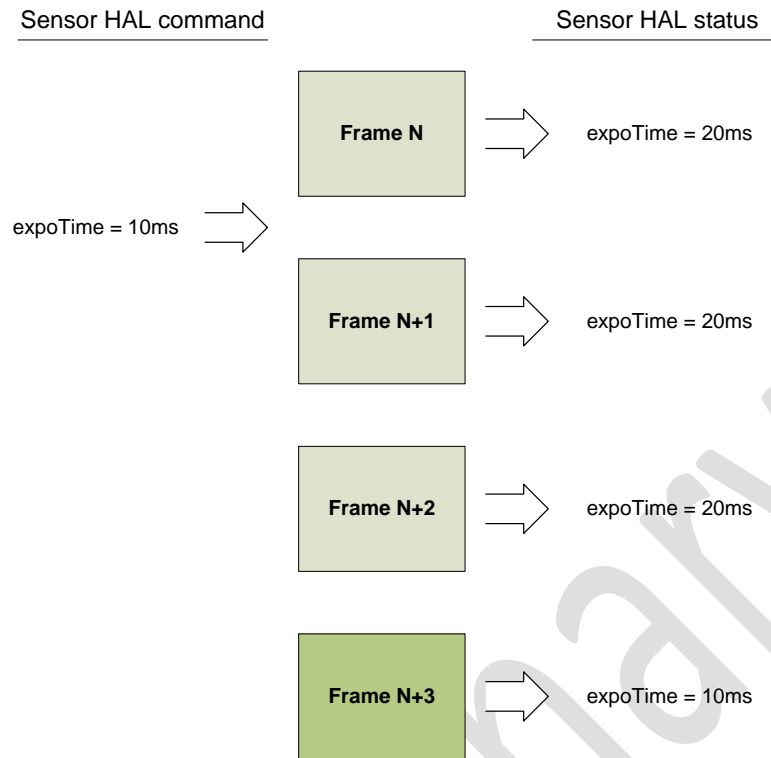 Sensor HAL command
Sensor HAL status
Frame N
expoTime = 20ms
expoTime = 10ms
Frame N+1
expoTime = 20ms
Frame N+2
expoTime = 20ms
Frame N+3
expoTime = 10ms